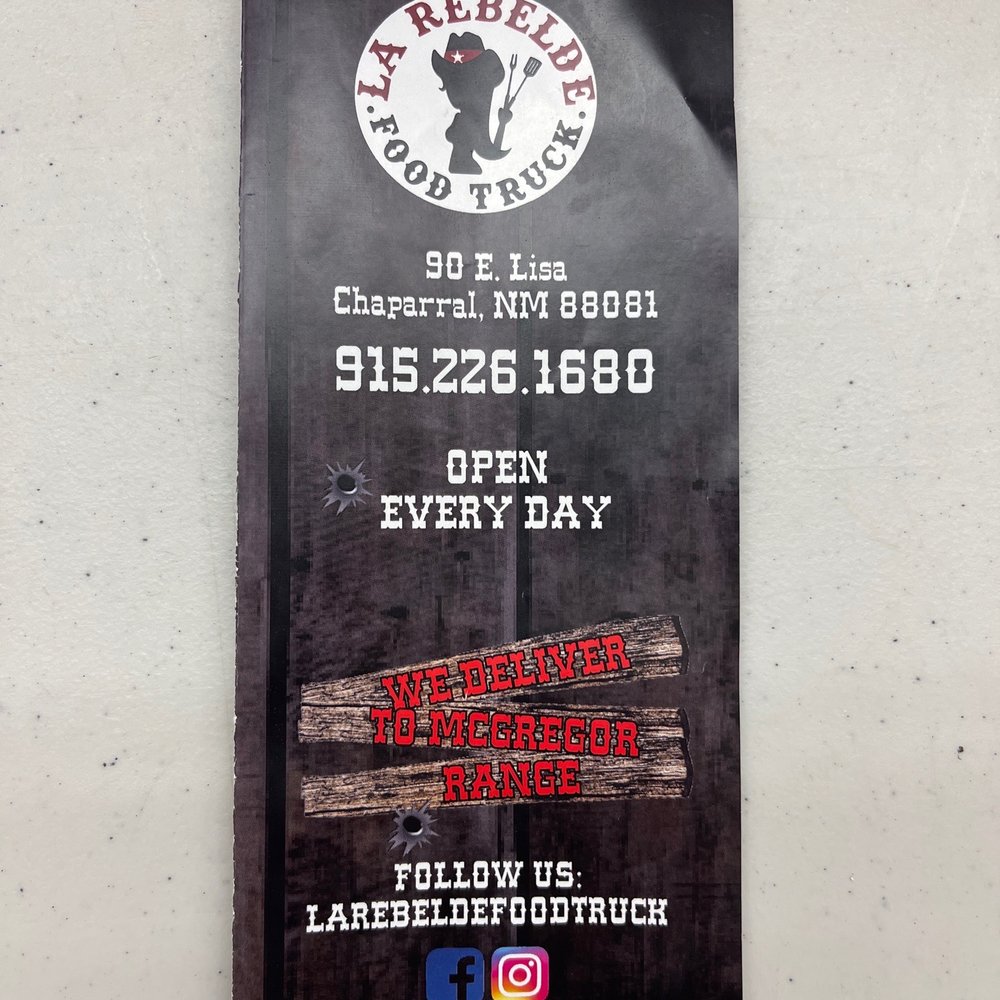 LA REBELDE
FOOD TRUCK
90 E. Lisa
Chaparral, NM 88081
915.226.1680
OPEN
EVERY DAY
WE DELIVER
TO MCGREGOR
RANGE
FOLLOW US:
LAREBELDEFOODTRUCK